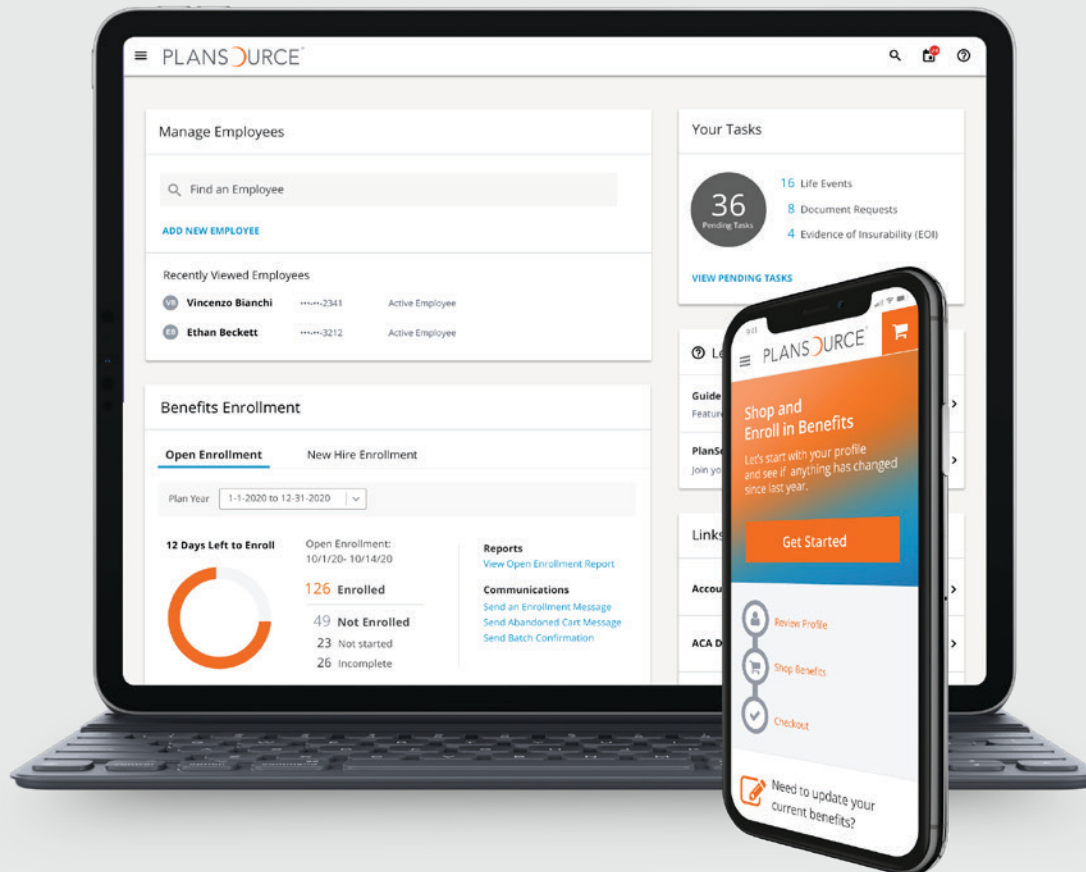 PLANSOURCE
Manage Employees
Find an Employee
ADD NEW EMPLOYEE
Recently Viewed Employees
VB Vincenzo Bianchi •••-••-2341 Active Employee
EB Ethan Beckett •••-••-3212 Active Employee
Benefits Enrollment
Open Enrollment New Hire Enrollment
Plan Year 1-1-2020 to 12-31-2020
12 Days Left to Enroll
Open Enrollment:
10/1/20- 10/14/20
126 Enrolled
49 Not Enrolled
23 Not started
26 Incomplete
Reports
View Open Enrollment Report
Communications
Send an Enrollment Message
Send Abandoned Cart Message
Send Batch Confirmation
Your Tasks
36
Pending Tasks
16 Life Events
8 Document Requests
4 Evidence of Insurability (EOI)
VIEW PENDING TASKS
Guide
Join yo
Links
ACA D
PLANSOURCE
Shop and
Enroll in Benefits
Let's start with your profile
and see if anything has changed
since last year.
Get Started
Review Profile
Shop Benefits
Checkout
Need to update your
current benefits?
control option command